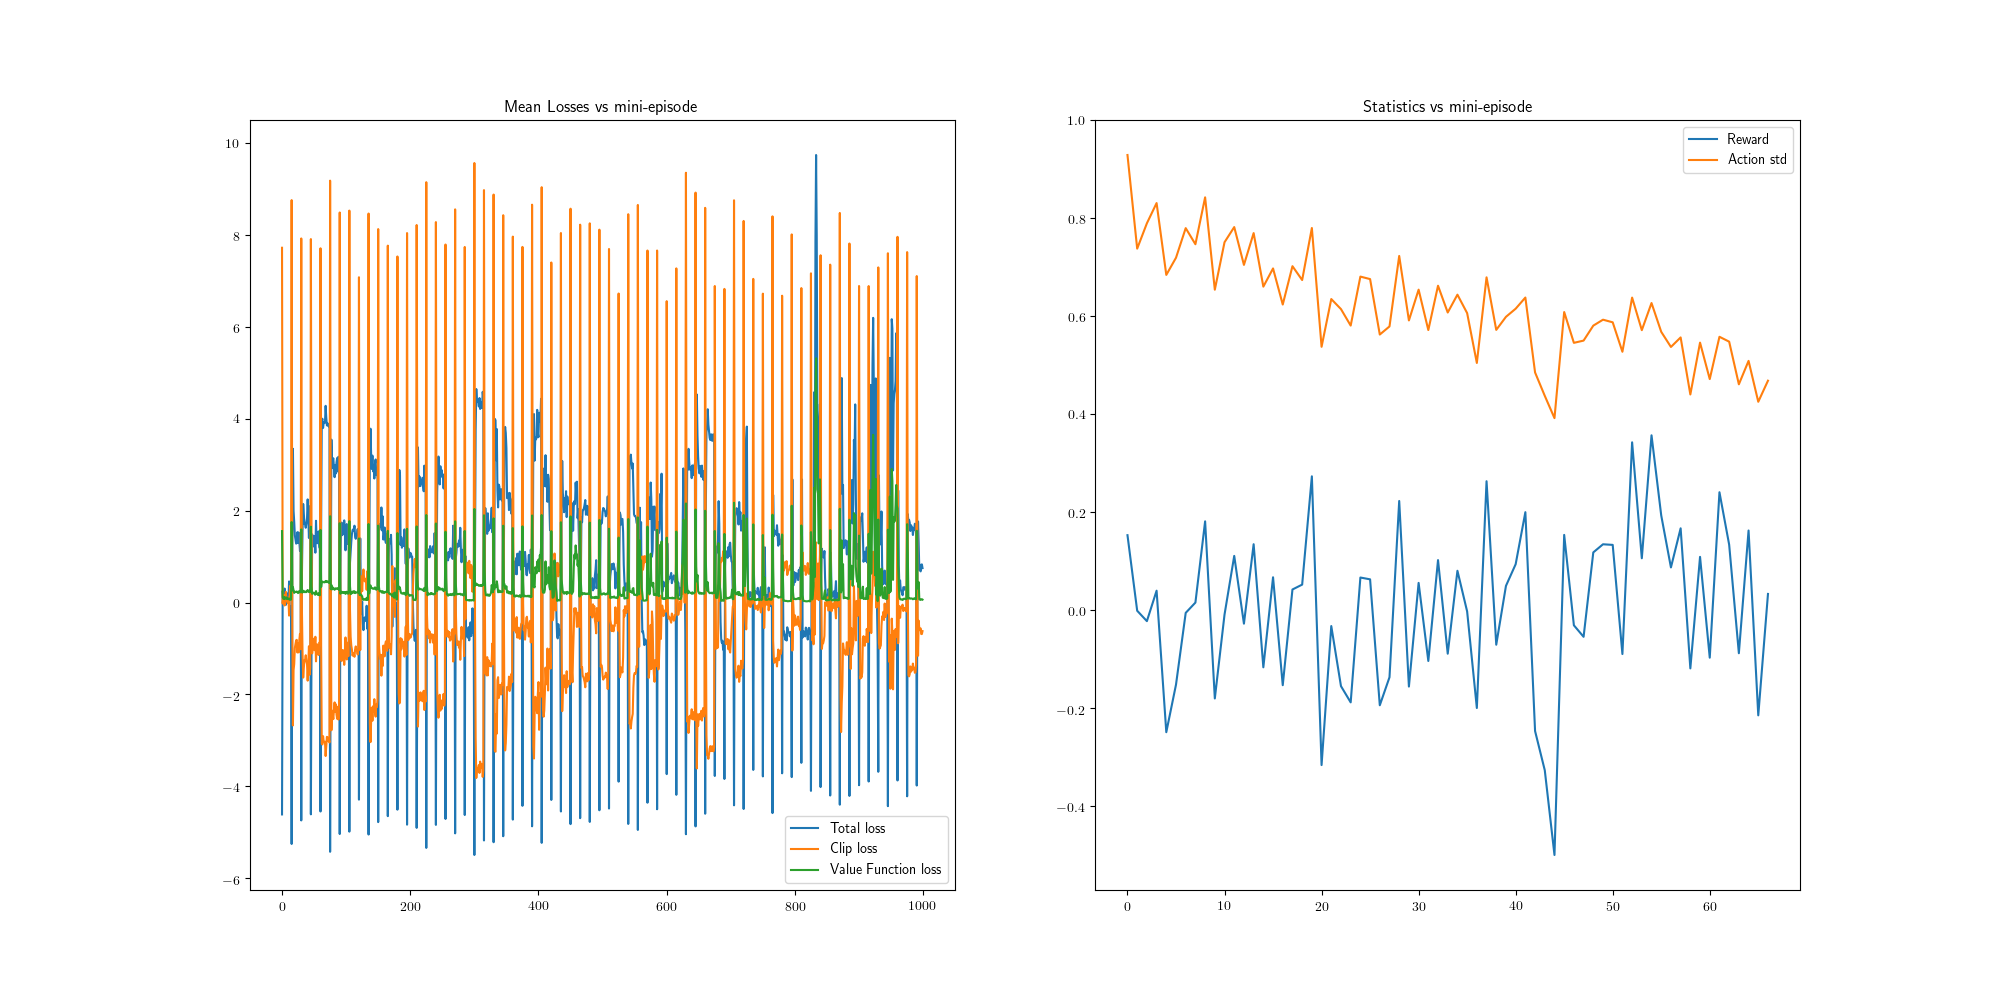 Mean Losses vs mini-episode
10
8
6
4
2
0
−2
−4
−6
0 200 400 600 800 1000
Total loss
Clip loss
Value Function loss
Statistics vs mini-episode
1.0
0.8
0.6
0.4
0.2
0.0
−0.2
−0.4
0 10 20 30 40 50 60
Reward
Action std